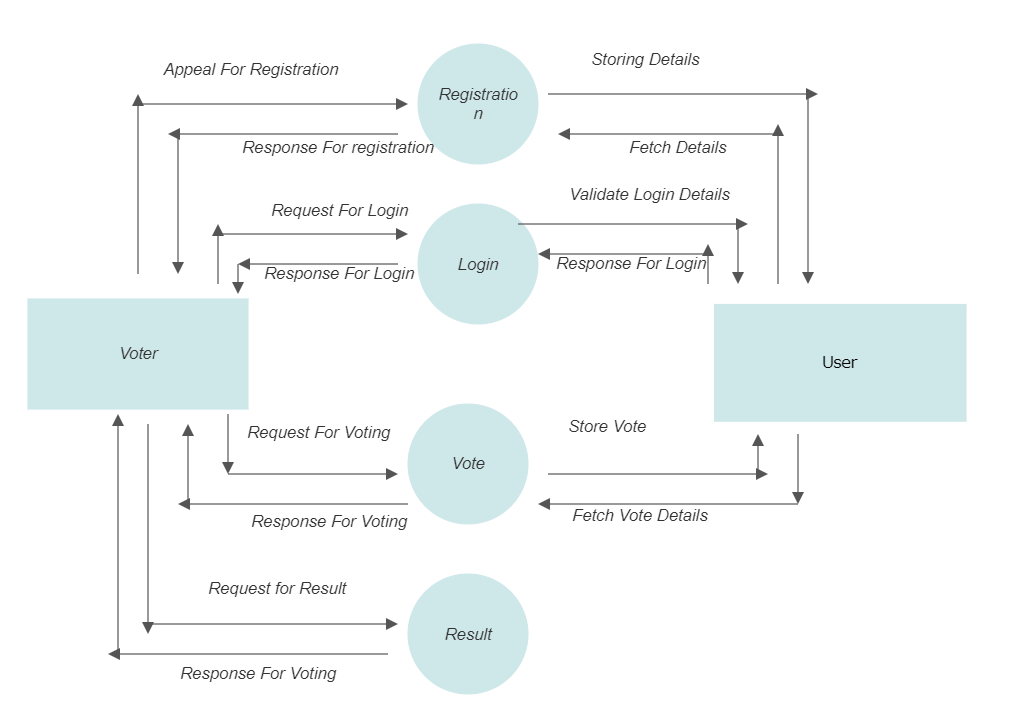 Storing Details
Appeal For Registration
Registratio
n
Response For registration
Fetch Details
Validate Login Details
Request For Login
Login
Response For Login
Response For Login
Voter
User
Store Vote
Request For Voting
Vote
Fetch Vote Details
Response For Voting
Request for Result
Result
Response For Voting